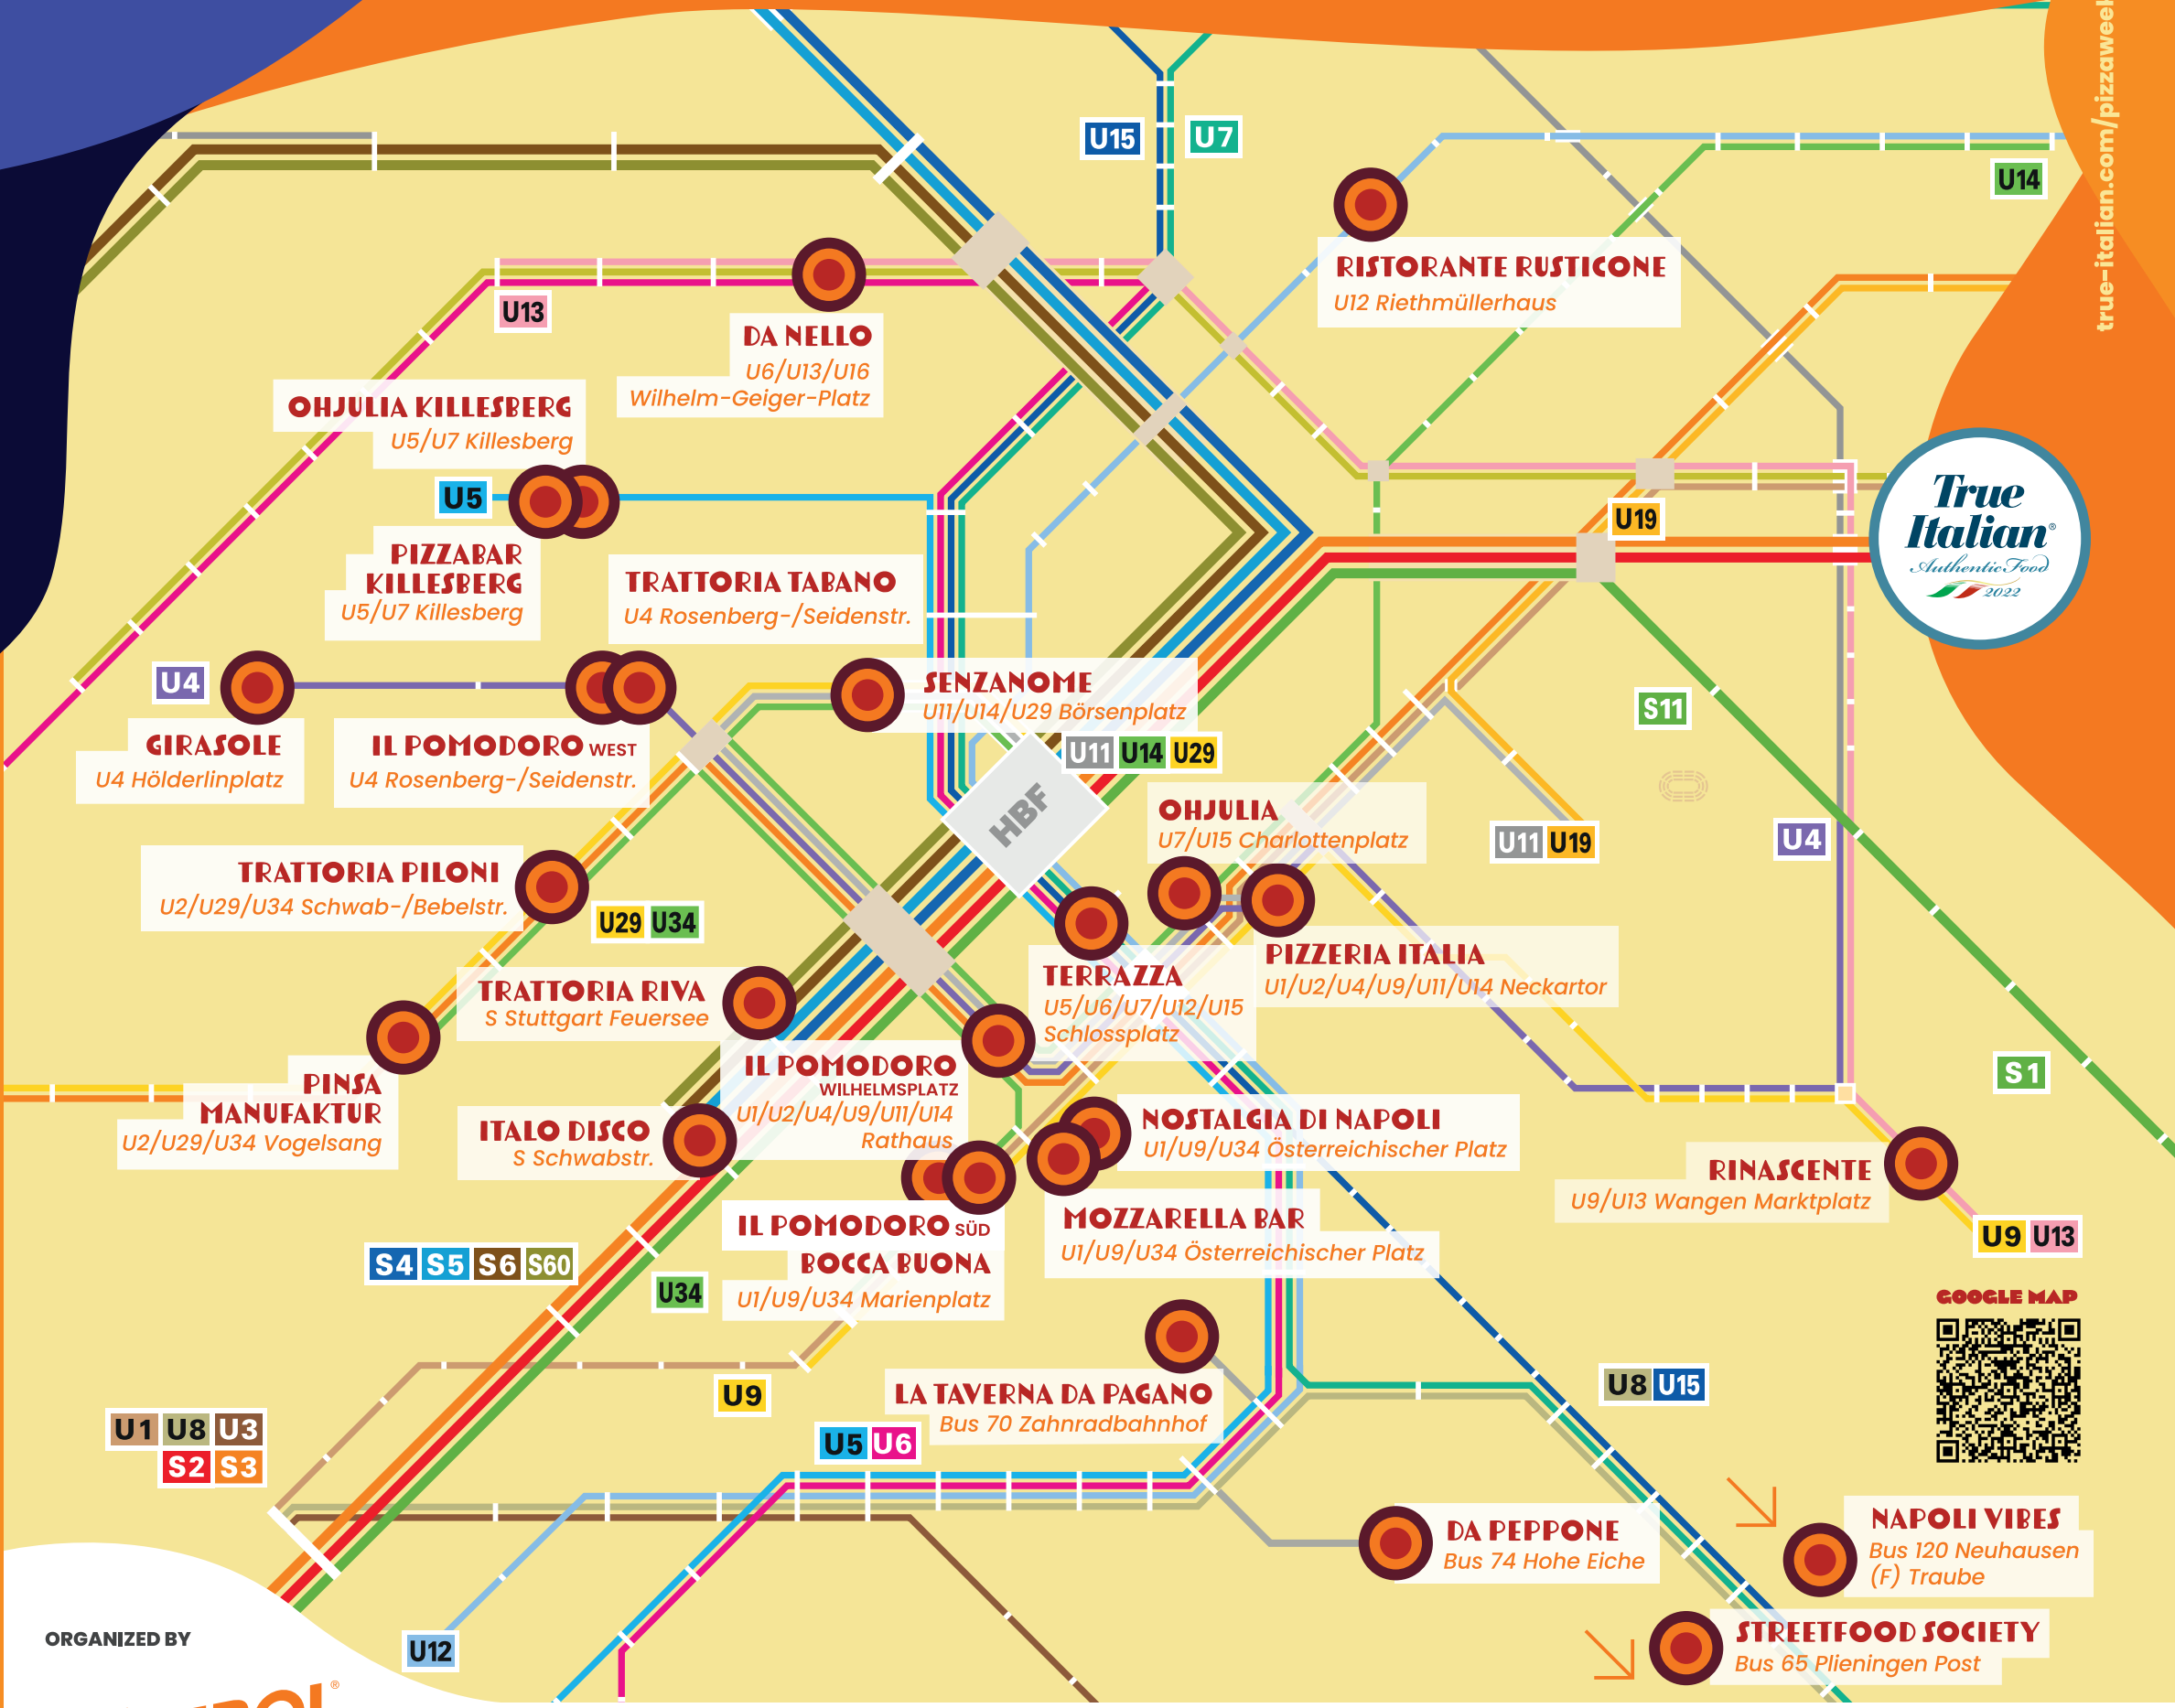 true-italian.com/pizzaweek
U15
U7
U14
RISTORANTE RUSTICONE
U12 Riethmüllerhaus
U13
DA NELLO
U6/U13/U16
Wilhelm-Geiger-Platz
OHJULIA KILLESBERG
U5/U7 Killesberg
U5
PIZZABAR
KILLESBERG
U5/U7 Killesberg
TRATTORIA TABANO
U4 Rosenberg-/Seidenstr.
U19
True
Italian®
Authentic Food
2022
U4
GIRASOLE
U4 Hölderlinplatz
IL POMODORO WEST
U4 Rosenberg-/Seidenstr.
SENZANOME
U11/U14/U29 Börsenplatz
U11 U14 U29
HBF
S11
OHJULIA
U7/U15 Charlottenplatz
U11 U19
U4
TRATTORIA PILONI
U2/U29/U34 Schwab-/Bebelstr.
U29 U34
TRATTORIA RIVA
S Stuttgart Feuersee
TERRAZZA
U5/U6/U7/U12/U15
Schlossplatz
PIZZERIA ITALIA
U1/U2/U4/U9/U11/U14 Neckartor
PINSA
MANUFAKTUR
U2/U29/U34 Vogelsang
IL POMODORO
WILHELMSPLATZ
U1/U2/U4/U9/U11/U14
Rathaus
S1
ITALO DISCO
S Schwabstr.
NOSTALGIA DI NAPOLI
U1/U9/U34 Österreichischer Platz
RINASCENTE
U9/U13 Wangen Marktplatz
U9 U13
IL POMODORO SÜD
BOCCA BUONA
U1/U9/U34 Marienplatz
MOZZARELLA BAR
U1/U9/U34 Österreichischer Platz
S4 S5 S6 S60
U34
GOOGLE MAP
U9
LA TAVERNA DA PAGANO
Bus 70 Zahnradbahnhof
U8 U15
U1 U8 U3
S2 S3
U5 U6
DA PEPPONE
Bus 74 Hohe Eiche
NAPOLI VIBES
Bus 120 Neuhausen
(F) Traube
STREETFOOD SOCIETY
Bus 65 Plieningen Post
U12
ORGANIZED BY